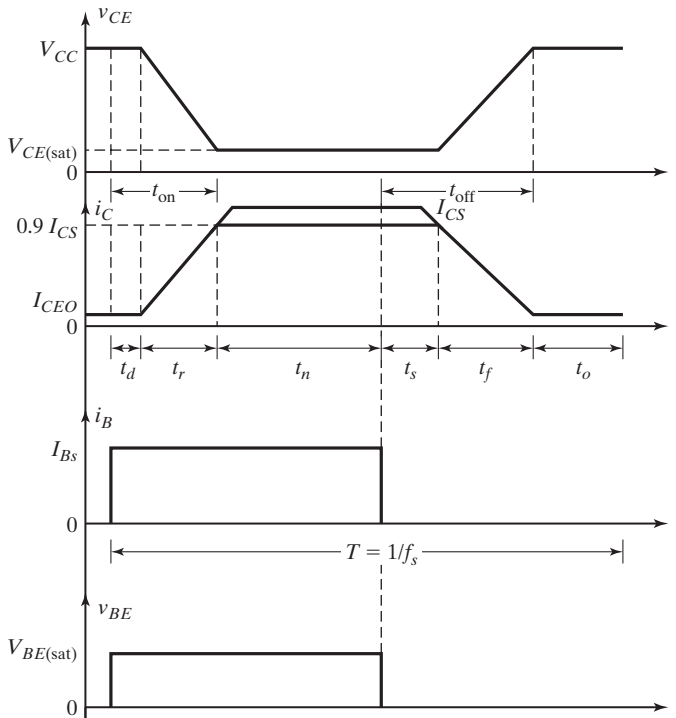 v_CE
V_CC
V_CE(sat)
0
t_on
t_off
i_C
I_CS
0.9 I_CS
I_CEO
0
t_d t_r t_n t_s t_f t_o
i_B
I_Bs
0
T = 1/f_s
v_BE
V_BE(sat)
0